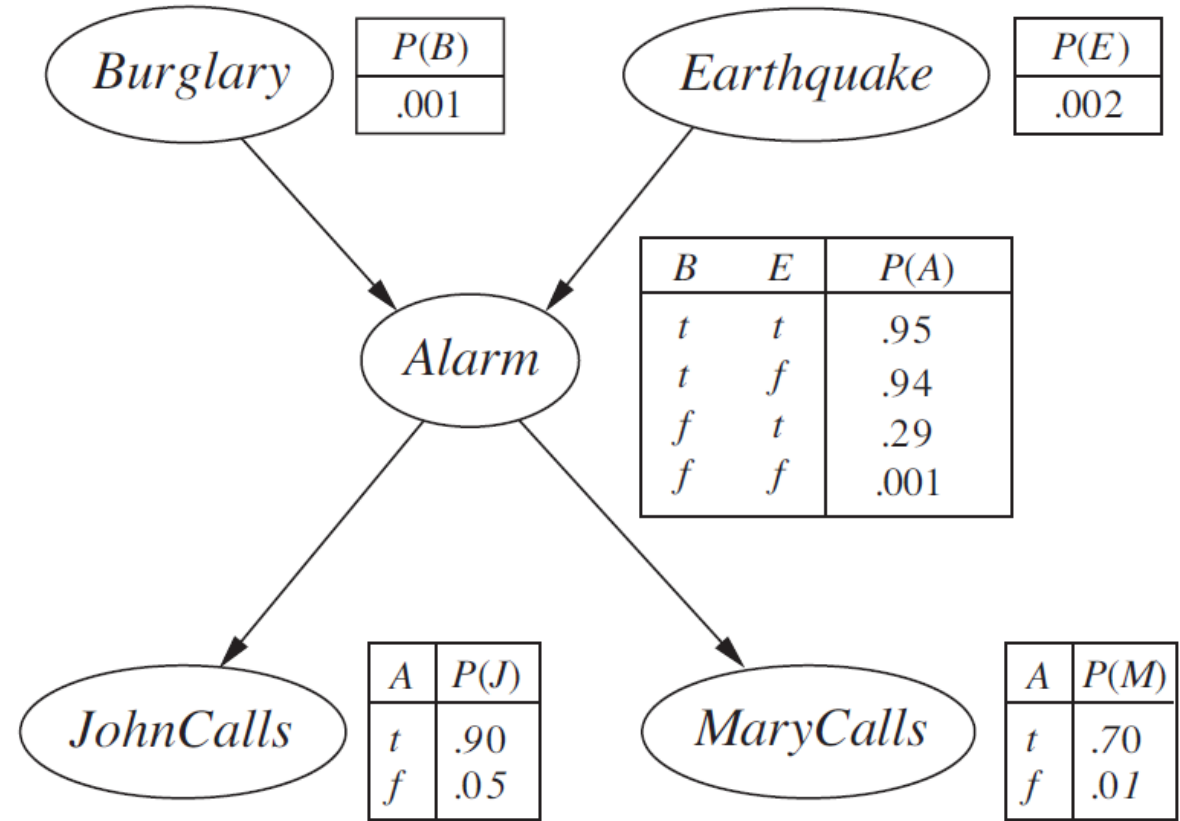 Burglary
P(B)
.001
Earthquake
P(E)
.002
B E P(A)
t t .95
t f .94
f t .29
f f .001
Alarm
JohnCalls
A P(J)
t .90
f .05
MaryCalls
A P(M)
t .70
f .01